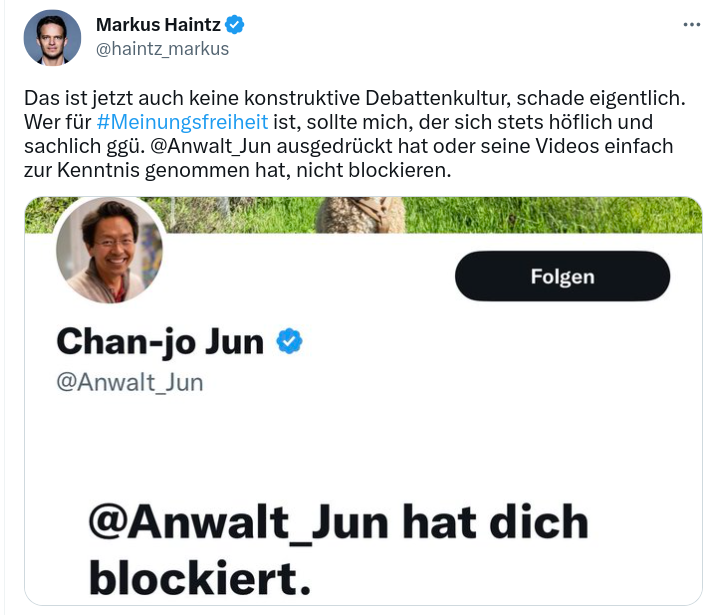 Markus Haintz
@haintz_markus
Das ist jetzt auch keine konstruktive Debattenkultur, schade eigentlich.
Wer für #Meinungsfreiheit ist, sollte mich, der sich stets höflich und
sachlich ggü. @Anwalt_Jun ausgedrückt hat oder seine Videos einfach
zur Kenntnis genommen hat, nicht blockieren.
Folgen
Chan-jo Jun
@Anwalt_Jun
@Anwalt_Jun hat dich
blockiert.